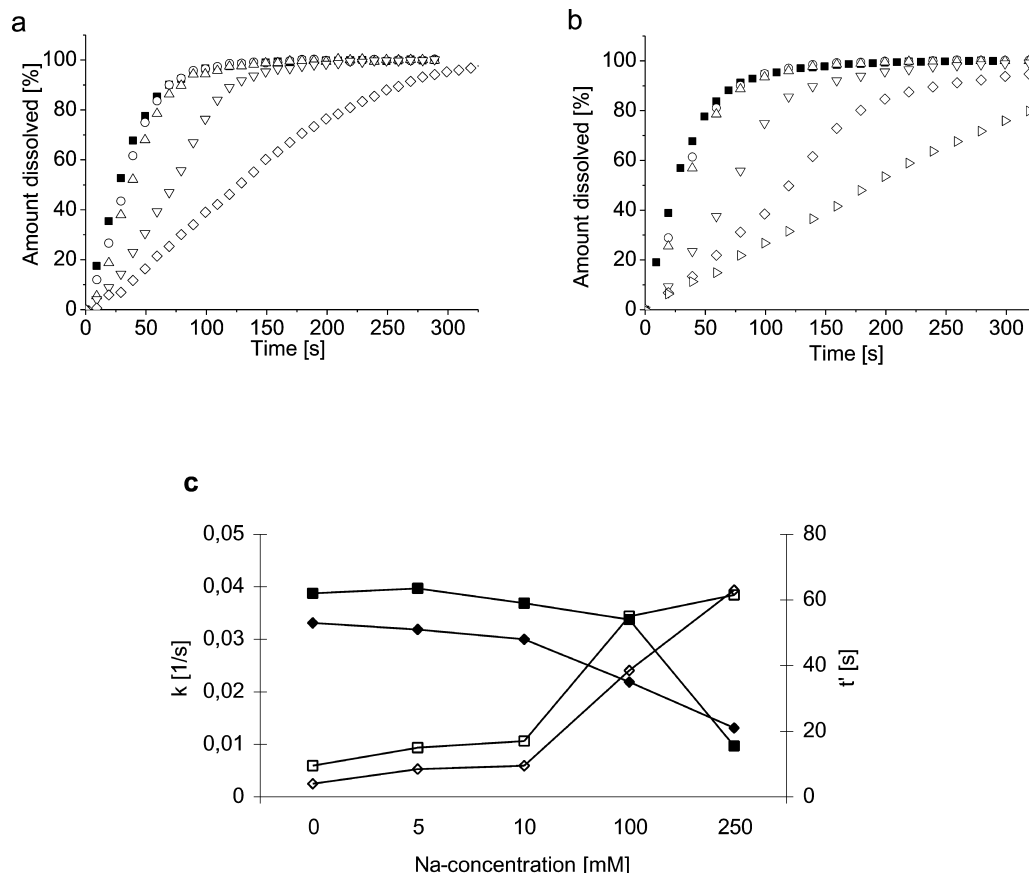 a
Amount dissolved [%]
100
80
60
40
20
0
0 50 100 150 200 250 300
Time [s]
b
Amount dissolved [%]
100
80
60
40
20
0
0 50 100 150 200 250 300
Time [s]
c
k [1/s]
0,05
0,04
0,03
0,02
0,01
0
80
60
40
20
0
t' [s]
0 5 10 100 250
Na-concentration [mM]